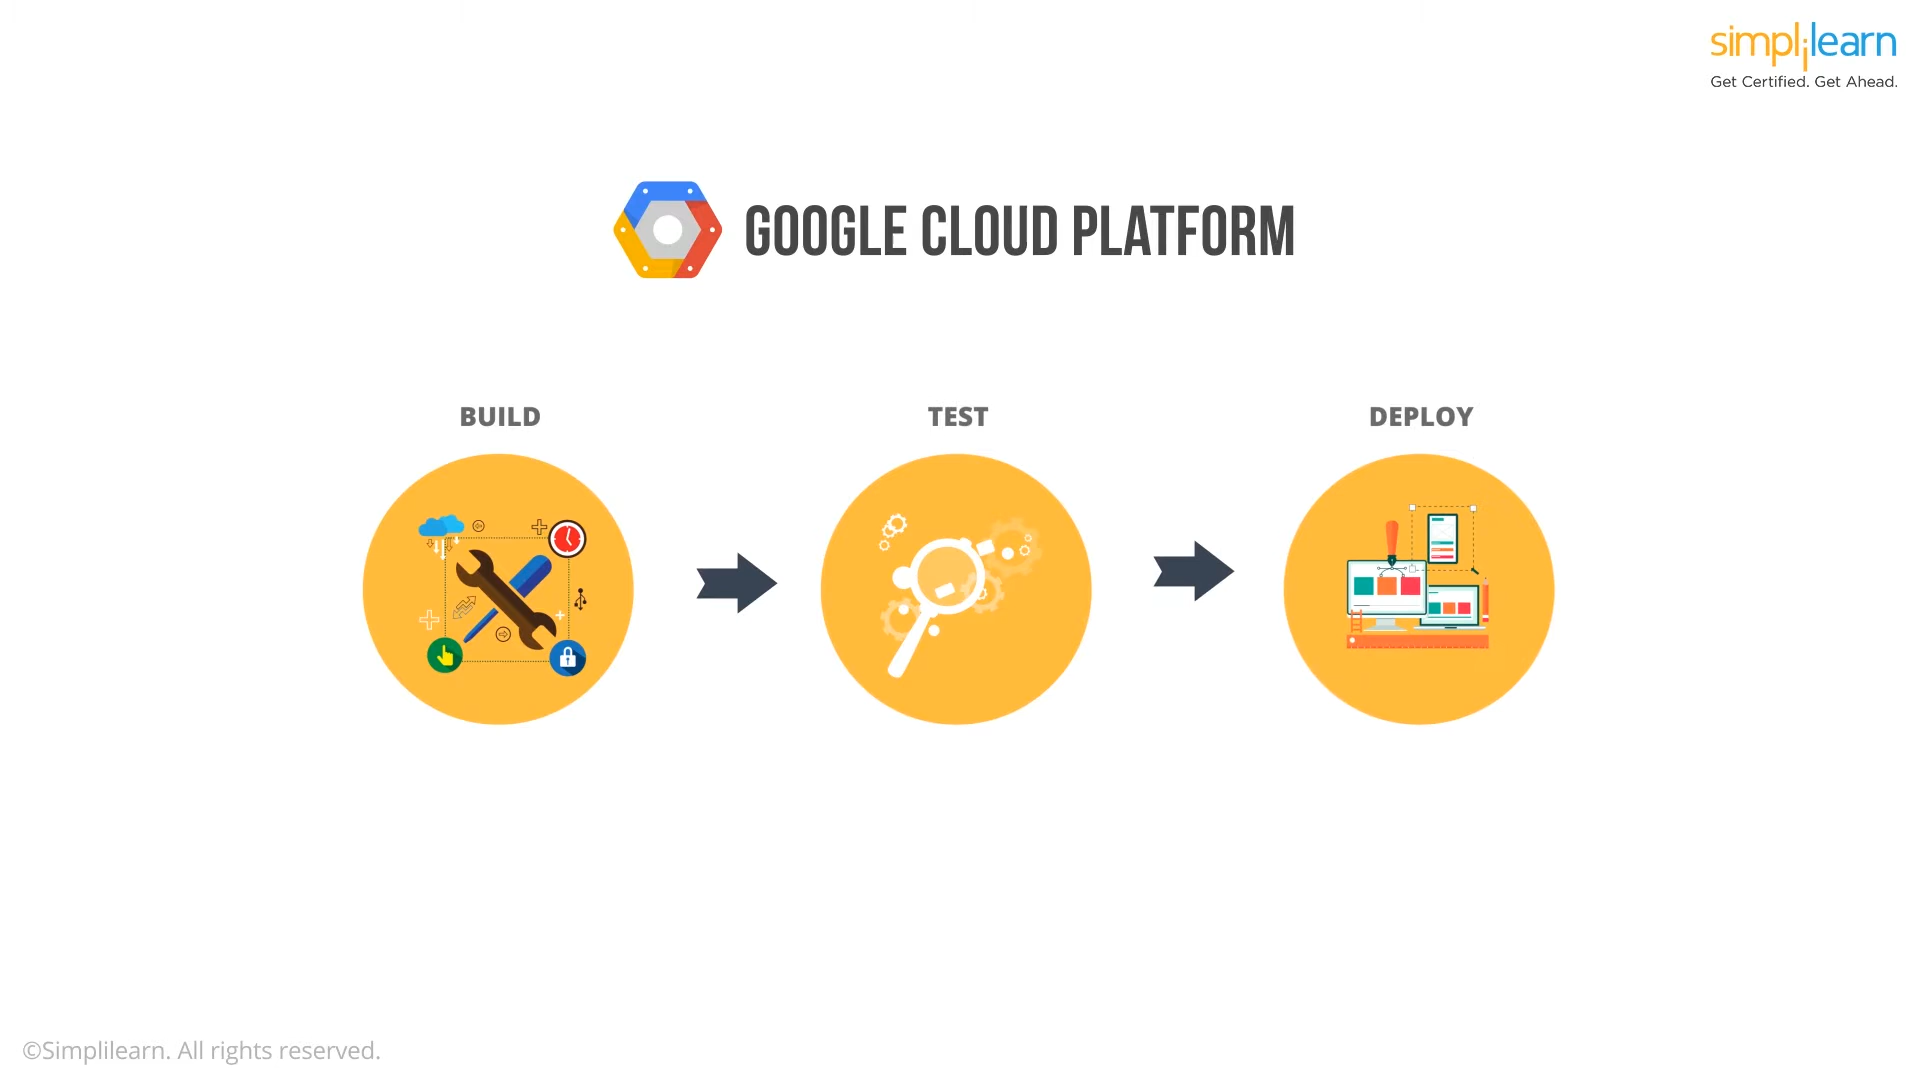 simplilearn
Get Certified. Get Ahead.
GOOGLE CLOUD PLATFORM
BUILD
TEST
DEPLOY
©Simplilearn. All rights reserved.